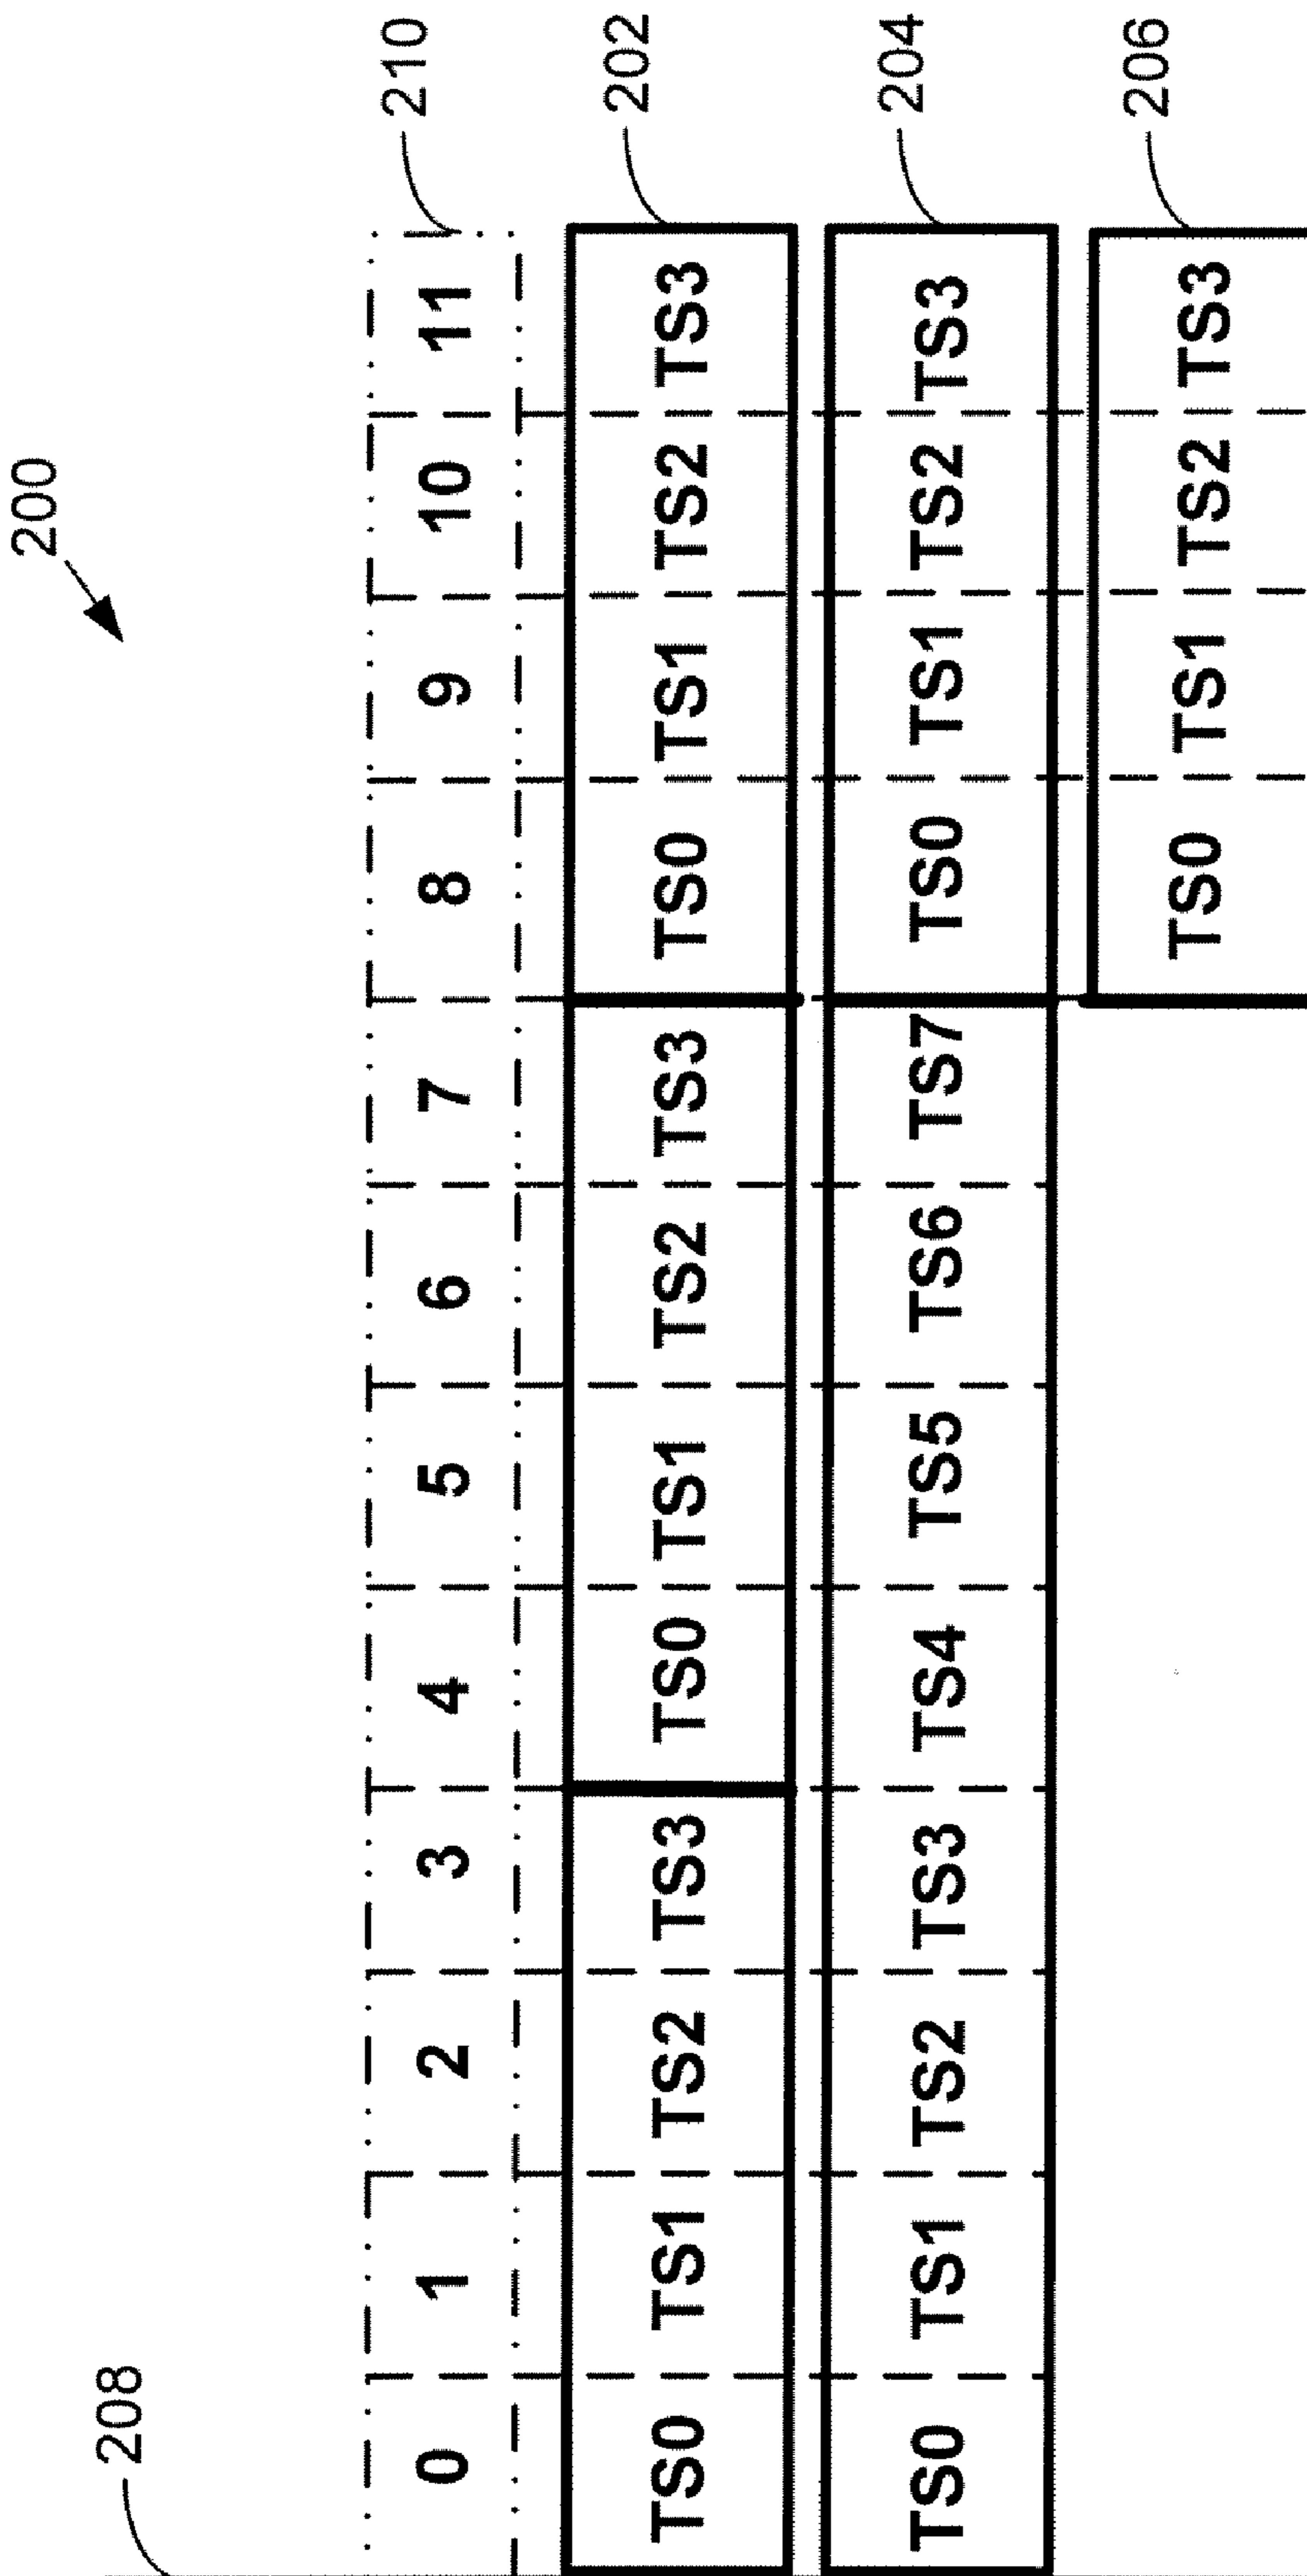 200
208
0 1 2 3 4 5 6 7 8 9 10 11 210
TS0 TS1 TS2 TS3 TS0 TS1 TS2 TS3 TS0 TS1 TS2 TS3 202
TS0 TS1 TS2 TS3 TS4 TS5 TS6 TS7 TS0 TS1 TS2 TS3 204
TS0 TS1 TS2 TS3 206